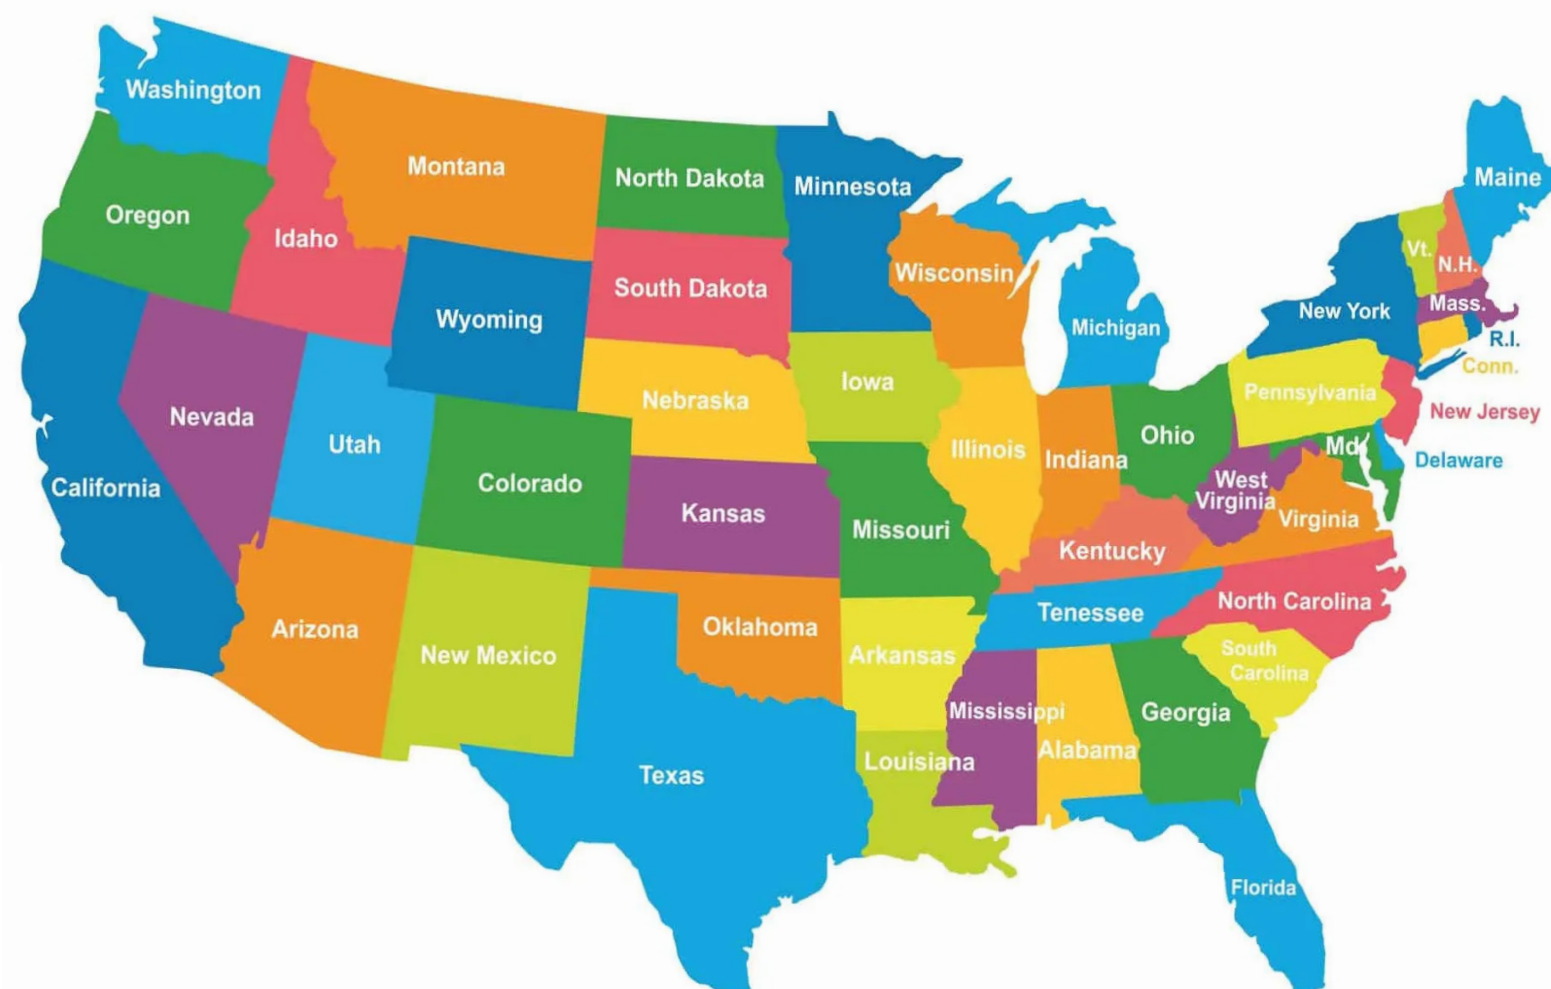 Washington
Montana
North Dakota
Minnesota
Maine
Oregon
Idaho
Wisconsin
Vt.
N.H.
South Dakota
Wyoming
Michigan
New York
Mass.
R.I.
Conn.
Nevada
Utah
Nebraska
Iowa
Pennsylvania
New Jersey
California
Colorado
Kansas
Illinois
Indiana
Ohio
Md
Delaware
Missouri
West
Virginia
Virginia
Kentucky
Arizona
New Mexico
Oklahoma
Arkansas
Tenessee
North Carolina
South
Carolina
Mississippi
Georgia
Alabama
Louisiana
Texas
Florida